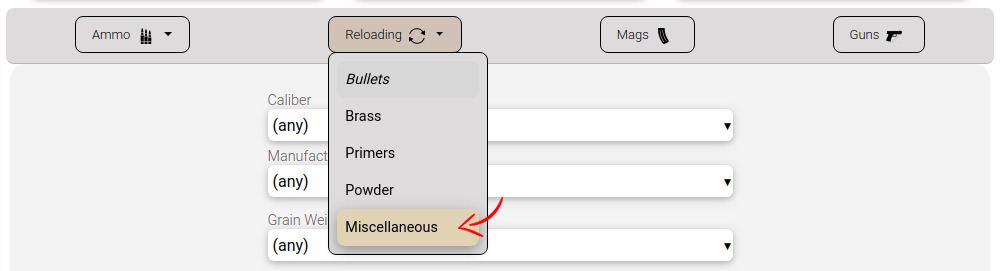 Ammo
Reloading
Mags
Guns
Bullets
Brass
Primers
Powder
Miscellaneous
Caliber
(any)
Manufact
(any)
Grain Wei
(any)